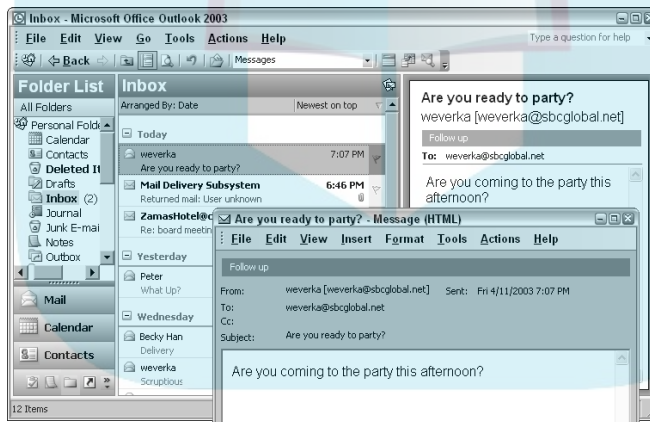 Inbox - Microsoft Office Outlook 2003
File Edit View Go Tools Actions Help
Type a question for help
Back
Messages
Folder List
All Folders
Personal Folde
Calendar
Contacts
Deleted It
Drafts
Inbox (2)
Journal
Junk E-mai
Notes
Outbox
Mail
Calendar
Contacts
12 Items
Inbox
Arranged By: Date Newest on top
Today
weverka 7:07 PM
Are you ready to party?
Mail Delivery Subsystem 6:46 PM
Returned mail: User unknown
ZamasHotel@c
Re: board meetin
Yesterday
Peter
What Up?
Wednesday
Becky Han
Delivery
weverka
Scruptious
Are you ready to party?
weverka [weverka@sbcglobal.net]
Follow up
To: weverka@sbcglobal.net
Are you coming to the party this
afternoon?
Are you ready to party? - Message (HTML)
File Edit View Insert Format Tools Actions Help
Follow up
From: weverka [weverka@sbcglobal.net] Sent: Fri 4/11/2003 7:07 PM
To: weverka@sbcglobal.net
Cc:
Subject: Are you ready to party?
Are you coming to the party this afternoon?